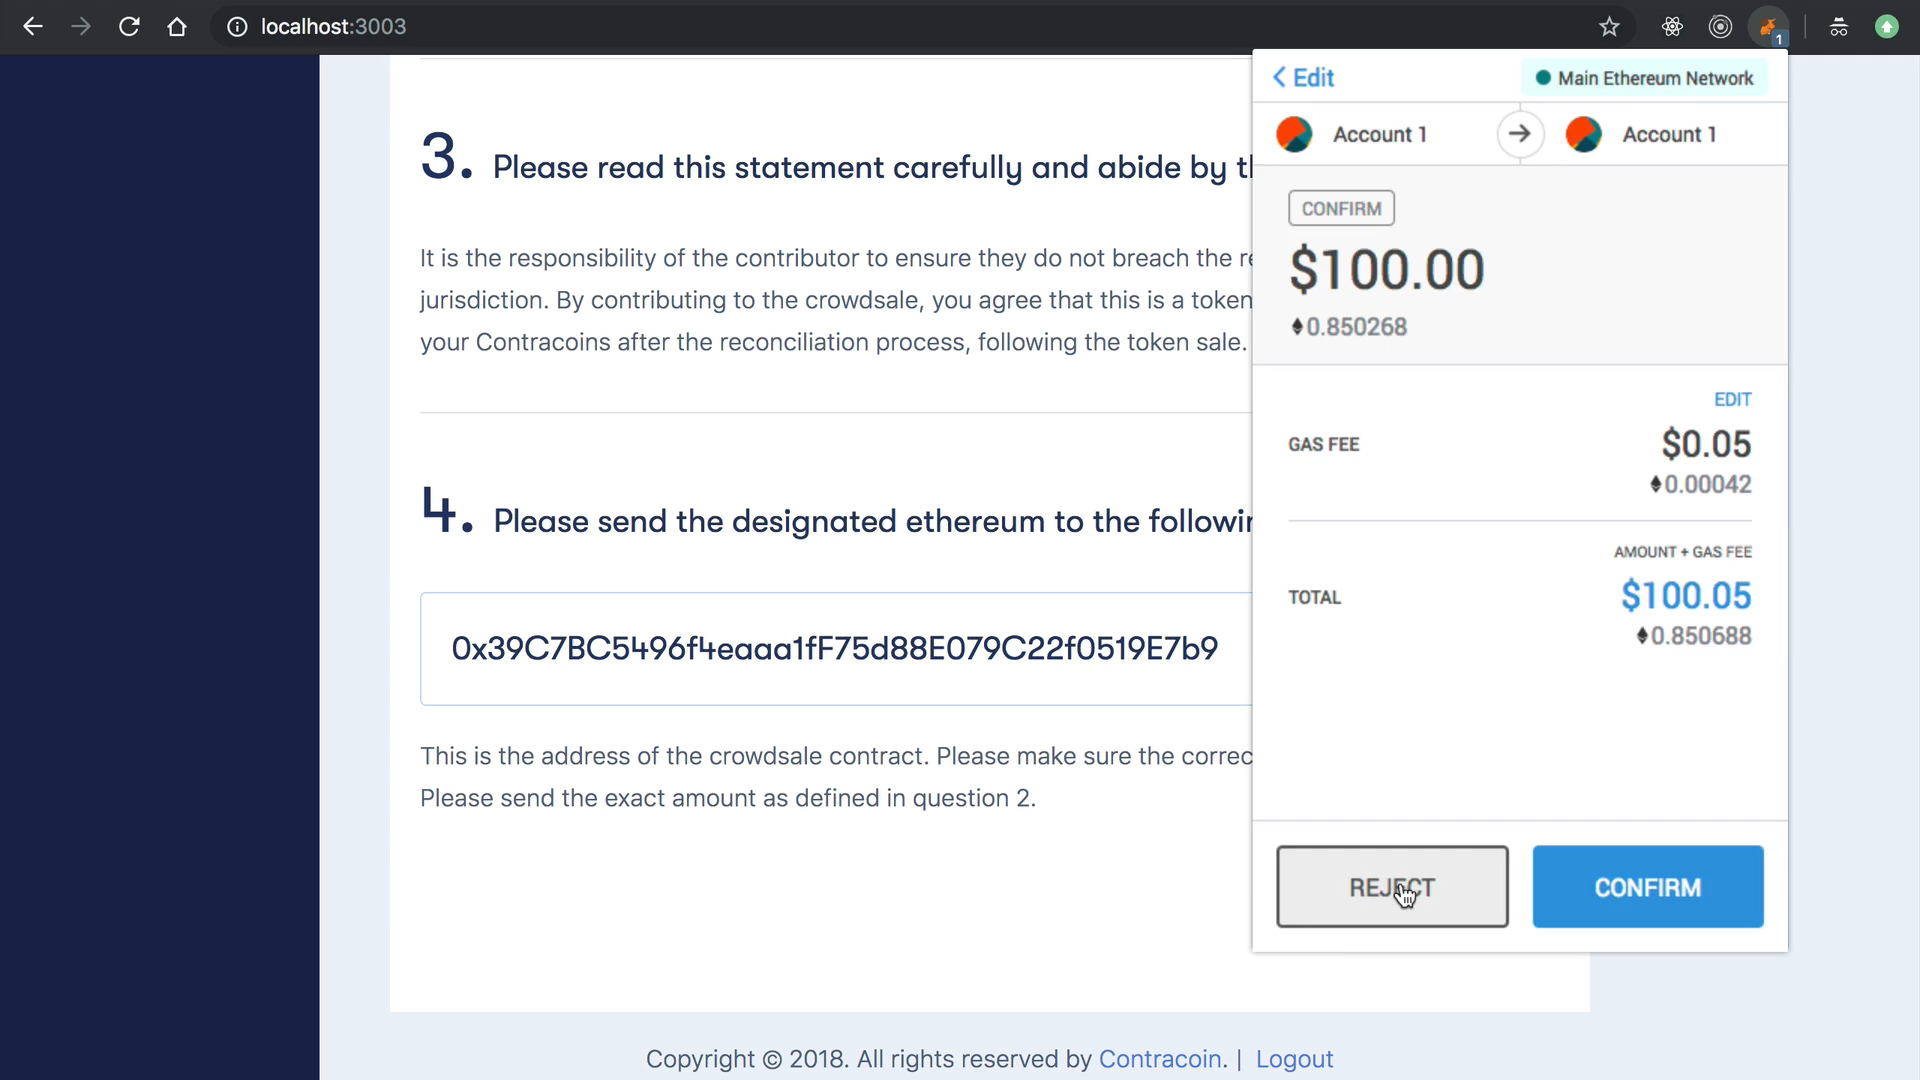 localhost:3003
1
3. Please read this statement carefully and abide by th
It is the responsibility of the contributor to ensure they do not breach the re
jurisdiction. By contributing to the crowdsale, you agree that this is a token
your Contracoins after the reconciliation process, following the token sale.
4. Please send the designated ethereum to the followin
0x39C7BC5496f4eaaa1fF75d88E079C22f0519E7b9
This is the address of the crowdsale contract. Please make sure the correc
Please send the exact amount as defined in question 2.
Copyright © 2018. All rights reserved by Contracoin. | Logout
Edit
Main Ethereum Network
Account 1
Account 1
CONFIRM
$100.00
0.850268
EDIT
GAS FEE
$0.05
0.00042
AMOUNT + GAS FEE
TOTAL
$100.05
0.850688
REJECT
CONFIRM